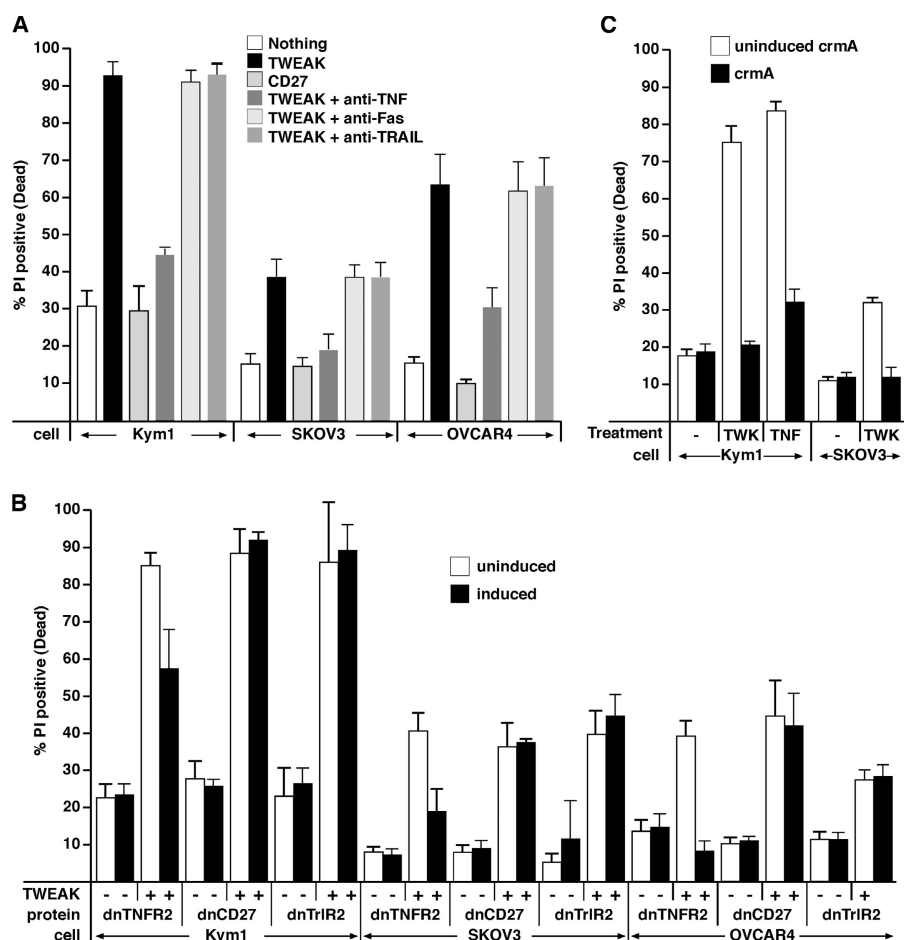 A
% PI positive (Dead)
100
90
80
70
60
50
40
30
20
10
Nothing
TWEAK
CD27
TWEAK + anti-TNF
TWEAK + anti-Fas
TWEAK + anti-TRAIL
cell Kym1 SKOV3 OVCAR4
C
% PI positive (Dead)
100
90
80
70
60
50
40
30
20
10
uninduced crmA
crmA
Treatment - TWK TNF - TWK
cell Kym1 SKOV3
B
% PI positive (Dead)
100
90
80
70
60
50
40
30
20
10
uninduced
induced
TWEAK - - + + - - + + - - + + - - + + - - + + - - + + - - + + - - + + - - +
protein dnTNFR2 dnCD27 dnTrIR2 dnTNFR2 dnCD27 dnTrIR2 dnTNFR2 dnCD27 dnTrIR2
cell Kym1 SKOV3 OVCAR4